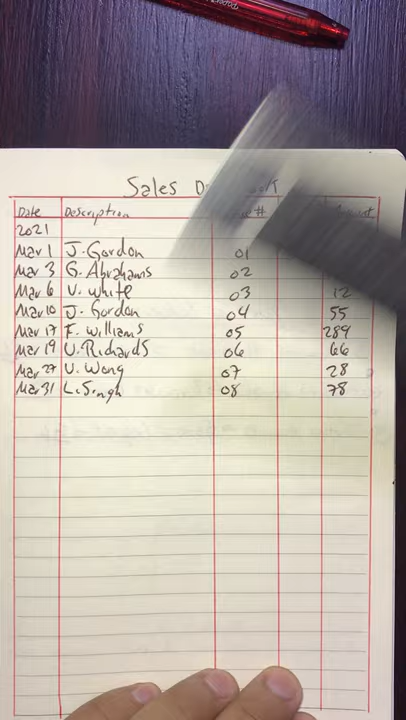 Sales D
Date Description # Amount
2021
Mar 1 J. Gordon 01
Mar 3 G. Abrahams 02
Mar 6 V. White 03 12
Mar 10 J. Gordon 04 55
Mar 17 F. Williams 05 289
Mar 19 U. Richards 06 66
Mar 27 U. Wong 07 28
Mar 31 L. Singh 08 78